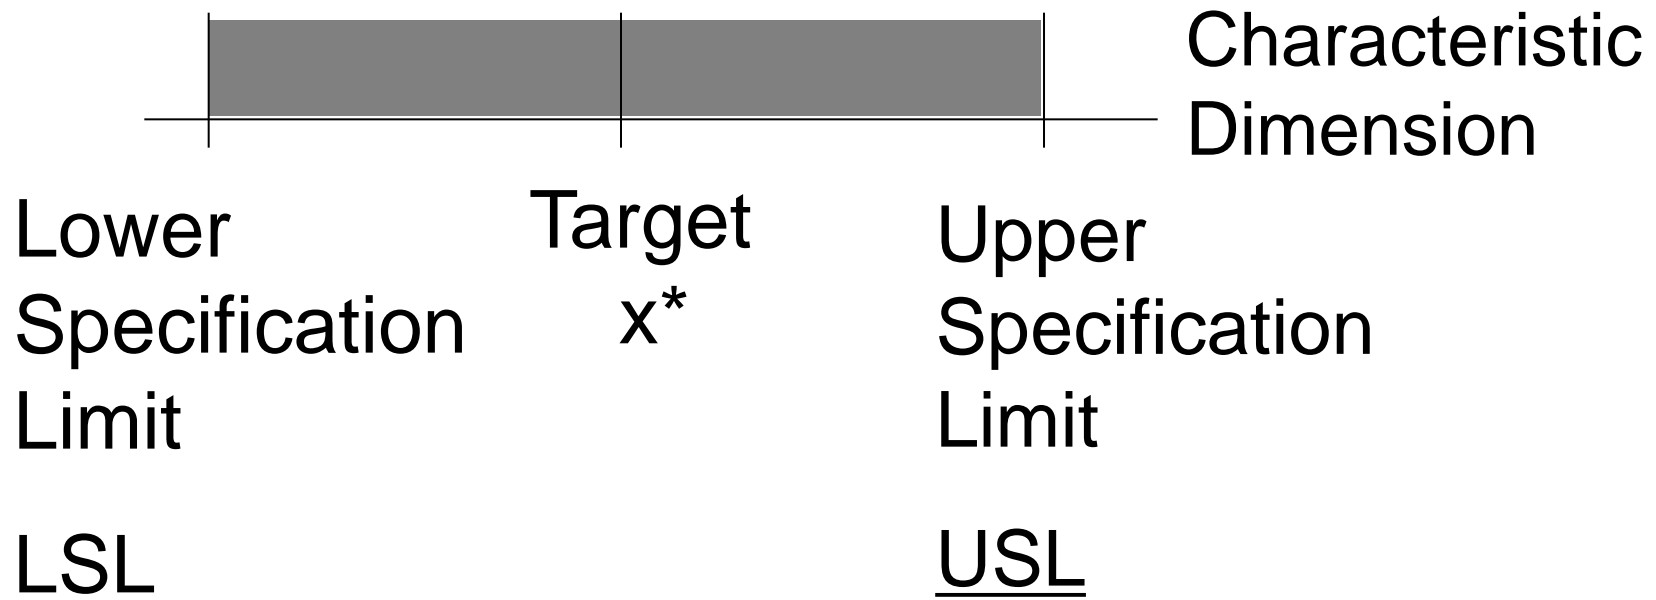 Characteristic
Dimension
Lower
Specification
Limit
LSL
Target
x*
Upper
Specification
Limit
USL